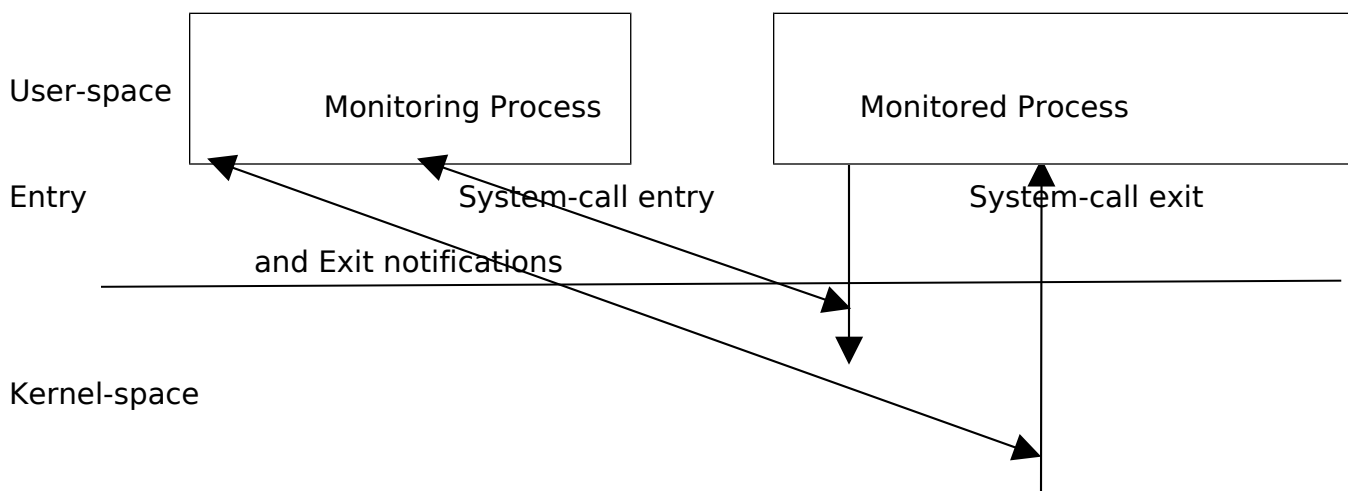 User-space
Monitoring Process
Monitored Process
Entry
System-call entry
System-call exit
and Exit notifications
Kernel-space